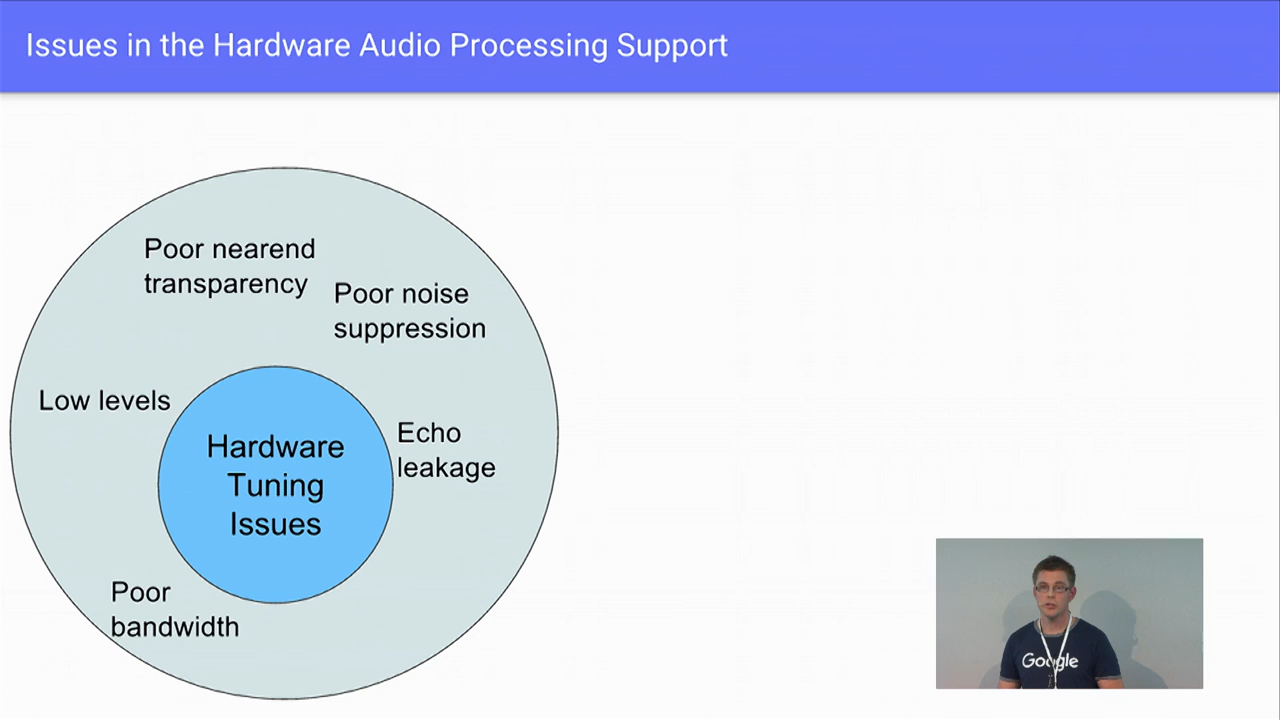 Issues in the Hardware Audio Processing Support
Poor nearend
transparency
Poor noise
suppression
Low levels
Echo
leakage
Hardware
Tuning
Issues
Poor
bandwidth
Google